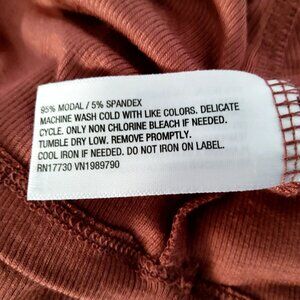 95% MODAL / 5% SPANDEX
MACHINE WASH COLD WITH LIKE COLORS. DELICATE
CYCLE. ONLY NON CHLORINE BLEACH IF NEEDED.
TUMBLE DRY LOW. REMOVE PROMPTLY.
COOL IRON IF NEEDED. DO NOT IRON ON LABEL.
RN17730 VN1989790